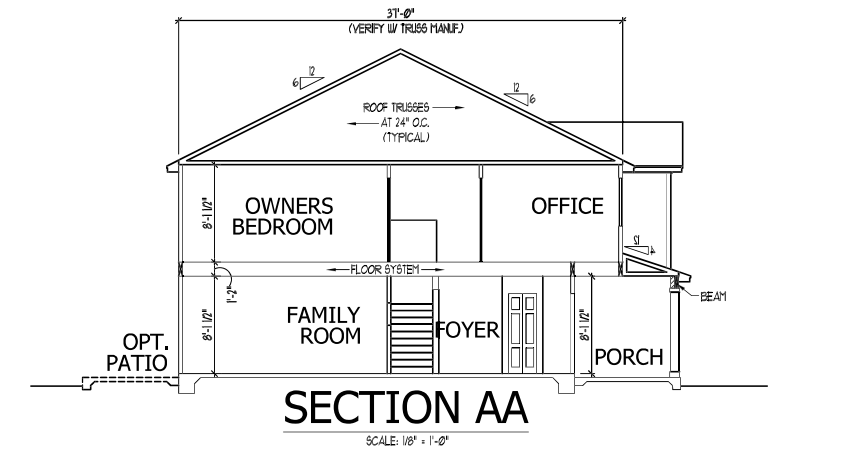 37'-0"
(VERIFY W/ TRUSS MANUF.)
12
6
12
6
ROOF TRUSSES
AT 24" O.C.
(TYPICAL)
8'-1 1/2"
OWNERS
BEDROOM
OFFICE
12
4
FLOOR SYSTEM
1'-2"
BEAM
8'-1 1/2"
FAMILY
ROOM
FOYER
8'-1 1/2"
OPT.
PATIO
PORCH
SECTION AA
SCALE: 1/8" = 1'-0"